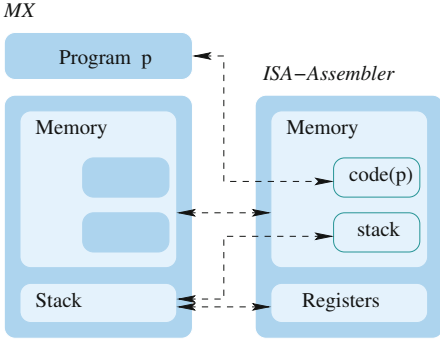 MX
Program p
ISA-Assembler
Memory
Memory
code(p)
stack
Stack
Registers